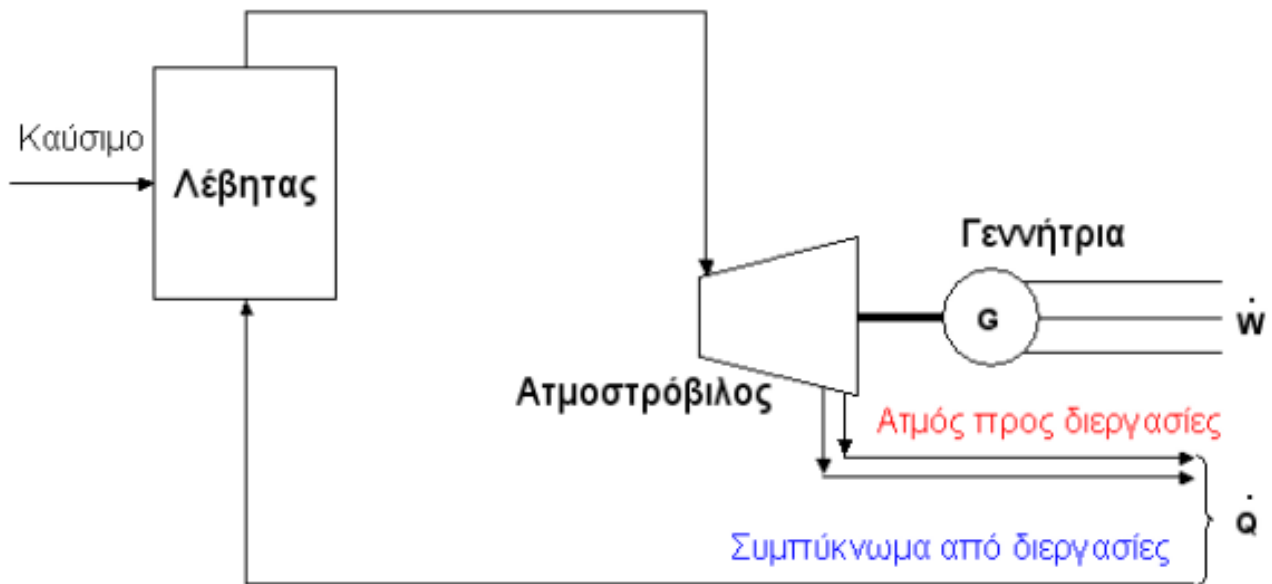 Καύσιμο
Λέβητας
Γεννήτρια
G
Ẇ
Ατμοστρόβιλος
Ατμός προς διεργασίες
Q̇
Συμπύκνωμα από διεργασίες